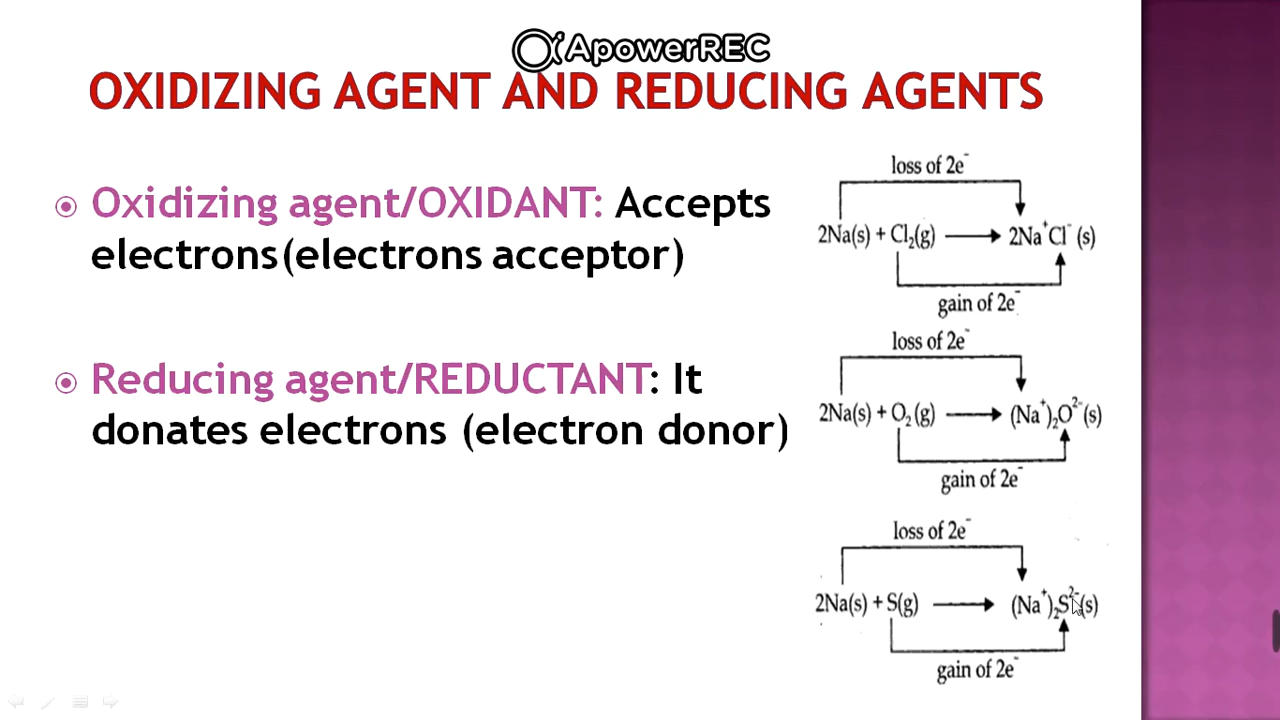 ApowerREC
OXIDIZING AGENT AND REDUCING AGENTS
Oxidizing agent/OXIDANT: Accepts
electrons(electrons acceptor)
Reducing agent/REDUCTANT: It
donates electrons (electron donor)
loss of 2e⁻
2Na(s) + Cl₂(g) ⟶ 2Na⁺Cl⁻ (s)
gain of 2e⁻
loss of 2e⁻
2Na(s) + O₂(g) ⟶ (Na⁺)₂O²⁻(s)
gain of 2e⁻
loss of 2e⁻
2Na(s) + S(g) ⟶ (Na⁺)₂S²⁻(s)
gain of 2e⁻